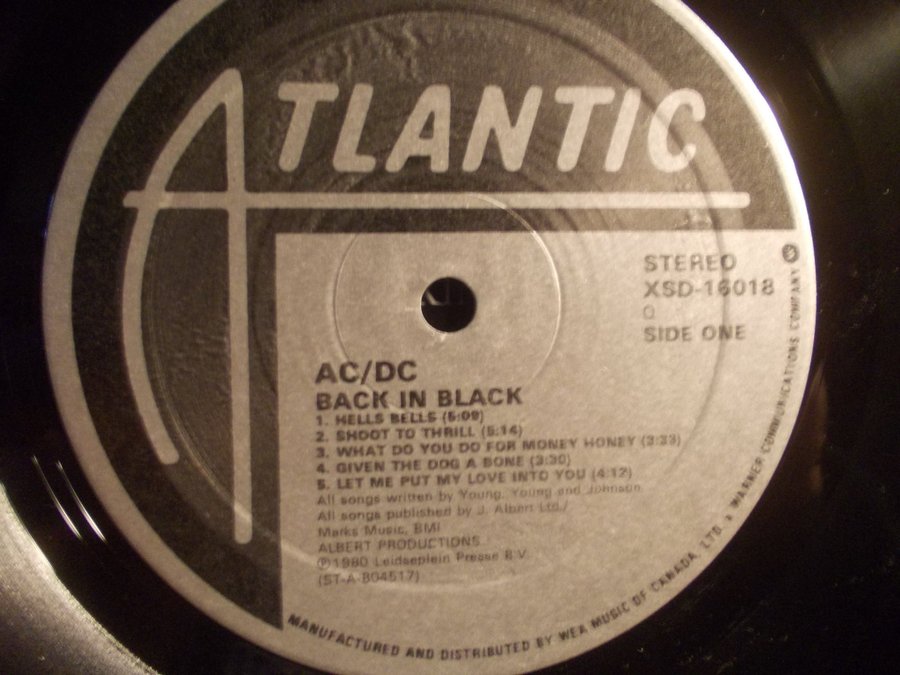 ATLANTIC
STEREO
XSD-16018
Q
SIDE ONE
AC/DC
BACK IN BLACK
1. HELLS BELLS (5:09)
2. SHOOT TO THRILL (5:14)
3. WHAT DO YOU DO FOR MONEY HONEY (3:33)
4. GIVEN THE DOG A BONE (3:30)
5. LET ME PUT MY LOVE INTO YOU (4:12)
All songs written by Young, Young and Johnson
All songs published by J. Albert Ltd./
Marks Music, BMI
ALBERT PRODUCTIONS
℗1980 Leidseplein Presse B.V.
(ST-A-804517)
MANUFACTURED AND DISTRIBUTED BY WEA MUSIC OF CANADA, LTD. a WARNER COMMUNICATIONS COMPANY